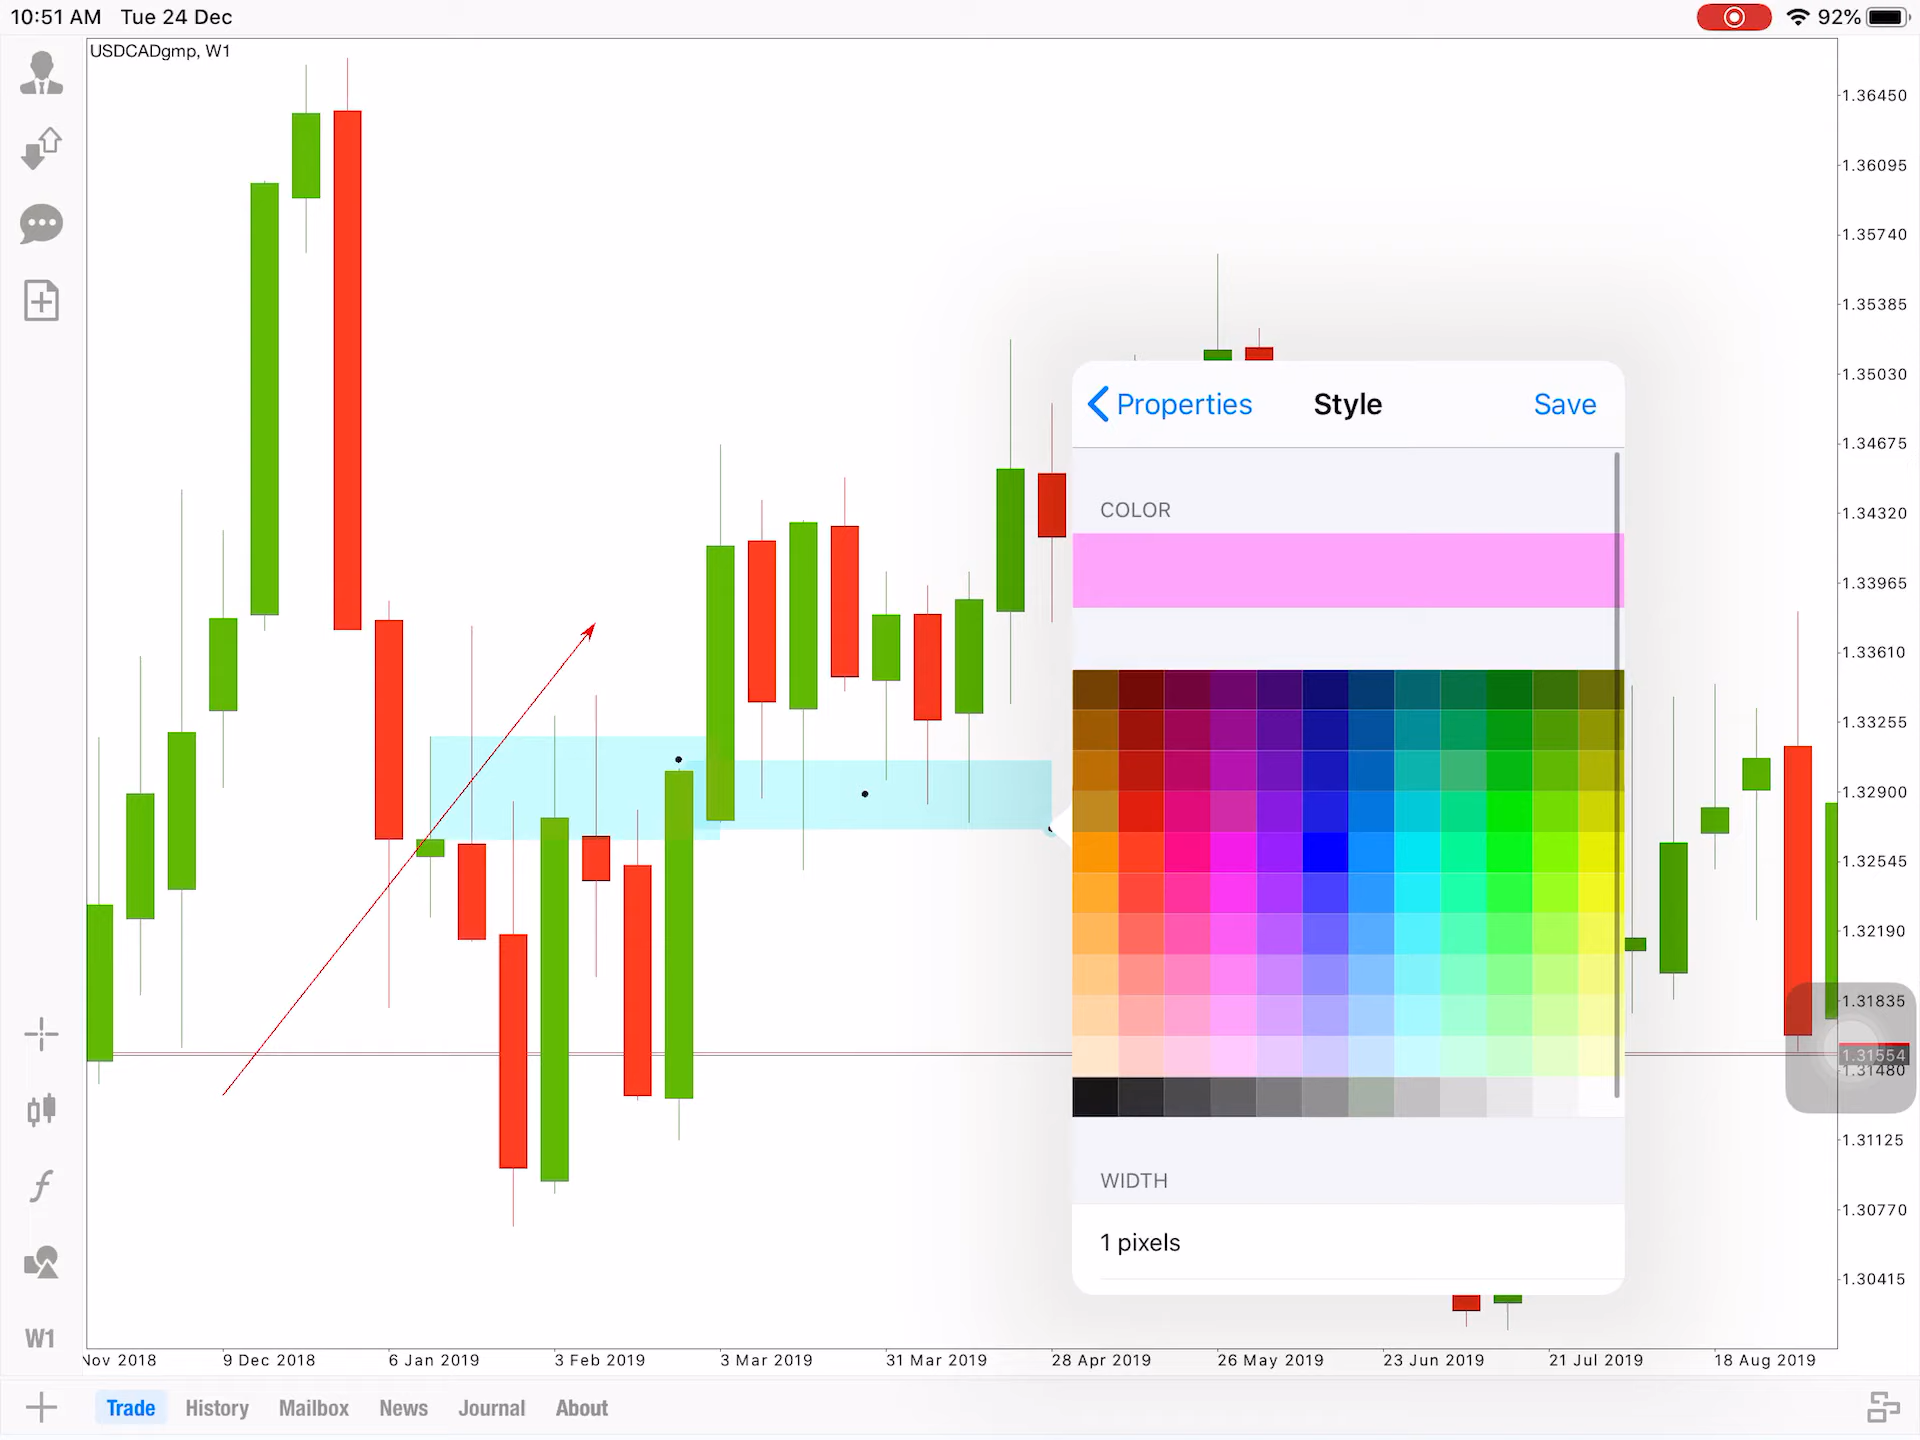 10:51 AM Tue 24 Dec
92%
USDCADgmp, W1
1.36450
1.36095
1.35740
1.35385
1.35030
1.34675
1.34320
1.33965
1.33610
1.33255
1.32900
1.32545
1.32190
1.31835
1.31554
1.31480
1.31125
1.30770
1.30415
Properties Style Save
COLOR
WIDTH
1 pixels
W1
Nov 2018 9 Dec 2018 6 Jan 2019 3 Feb 2019 3 Mar 2019 31 Mar 2019 28 Apr 2019 26 May 2019 23 Jun 2019 21 Jul 2019 18 Aug 2019
Trade History Mailbox News Journal About